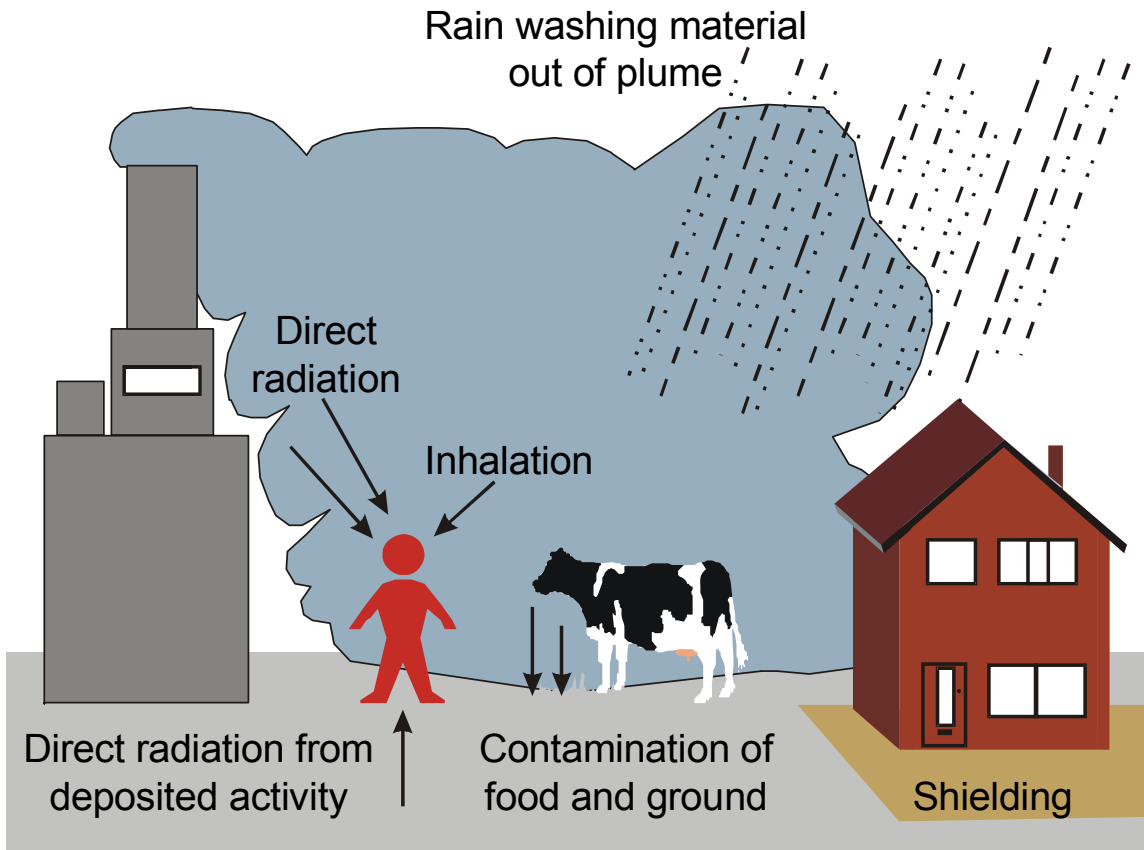 Rain washing material
out of plume
Direct
radiation
Inhalation
Direct radiation from
deposited activity
Contamination of
food and ground
Shielding